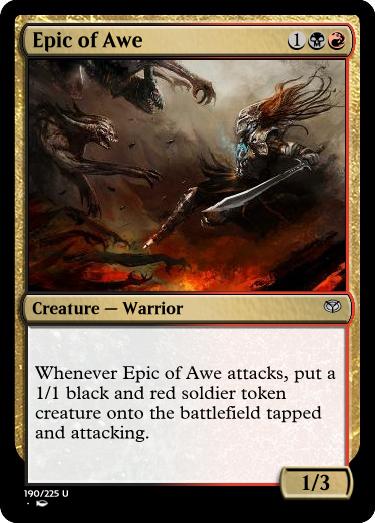 Epic of Awe 1
Creature — Warrior
Whenever Epic of Awe attacks, put a
1/1 black and red soldier token
creature onto the battlefield tapped
and attacking.
1/3
190/225 U